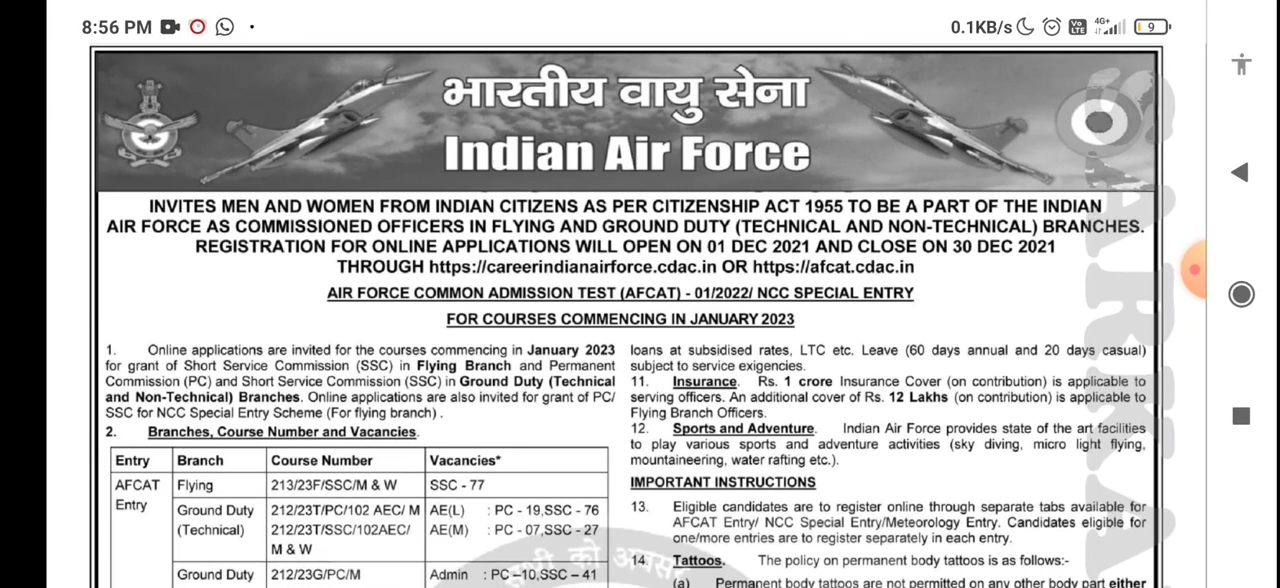 8:56 PM
0.1KB/s
Vo
LTE
4G+
9
भारतीय वायु सेना
Indian Air Force
INVITES MEN AND WOMEN FROM INDIAN CITIZENS AS PER CITIZENSHIP ACT 1955 TO BE A PART OF THE INDIAN
AIR FORCE AS COMMISSIONED OFFICERS IN FLYING AND GROUND DUTY (TECHNICAL AND NON-TECHNICAL) BRANCHES.
REGISTRATION FOR ONLINE APPLICATIONS WILL OPEN ON 01 DEC 2021 AND CLOSE ON 30 DEC 2021
THROUGH https://careerindianairforce.cdac.in OR https://afcat.cdac.in
AIR FORCE COMMON ADMISSION TEST (AFCAT) - 01/2022/ NCC SPECIAL ENTRY
FOR COURSES COMMENCING IN JANUARY 2023
1. Online applications are invited for the courses commencing in January 2023
for grant of Short Service Commission (SSC) in Flying Branch and Permanent
Commission (PC) and Short Service Commission (SSC) in Ground Duty (Technical
and Non-Technical) Branches. Online applications are also invited for grant of PC/
SSC for NCC Special Entry Scheme (For flying branch) .
2. Branches, Course Number and Vacancies.
Entry Branch Course Number Vacancies*
AFCAT Flying 213/23F/SSC/M & W SSC - 77
Entry
Ground Duty 212/23T/PC/102 AEC/ M AE(L) : PC - 19,SSC - 76
(Technical) 212/23T/SSC/102AEC/ AE(M) : PC - 07,SSC - 27
M & W
Ground Duty 212/23G/PC/M Admin : PC –10,SSC – 41
loans at subsidised rates, LTC etc. Leave (60 days annual and 20 days casual)
subject to service exigencies.
11. Insurance. Rs. 1 crore Insurance Cover (on contribution) is applicable to
serving officers. An additional cover of Rs. 12 Lakhs (on contribution) is applicable to
Flying Branch Officers.
12. Sports and Adventure. Indian Air Force provides state of the art facilities
to play various sports and adventure activities (sky diving, micro light flying,
mountaineering, water rafting etc.).
IMPORTANT INSTRUCTIONS
13. Eligible candidates are to register online through separate tabs available for
AFCAT Entry/ NCC Special Entry/Meteorology Entry. Candidates eligible for
one/more entries are to register separately in each entry.
14. Tattoos. The policy on permanent body tattoos is as follows:-
(a) Permanent body tattoos are not permitted on any other body part either